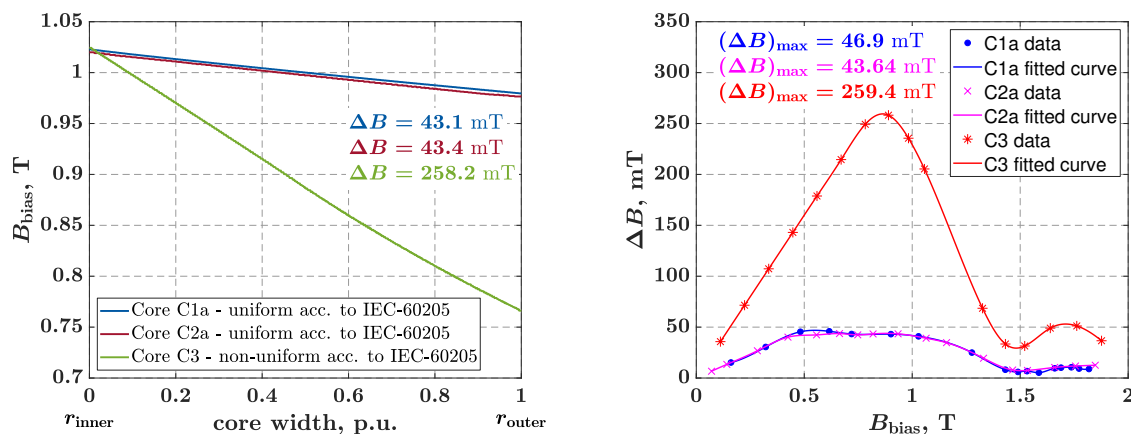 1.05
1
0.95
0.9
0.85
0.8
0.75
0.7
B_bias, T
ΔB = 43.1 mT
ΔB = 43.4 mT
ΔB = 258.2 mT
Core C1a - uniform acc. to IEC-60205
Core C2a - uniform acc. to IEC-60205
Core C3 - non-uniform acc. to IEC-60205
0 0.2 0.4 0.6 0.8 1
r_inner core width, p.u. r_outer
350
300
250
200
150
100
50
0
ΔB, mT
(ΔB)_max = 46.9 mT
(ΔB)_max = 43.64 mT
(ΔB)_max = 259.4 mT
C1a data
C1a fitted curve
C2a data
C2a fitted curve
C3 data
C3 fitted curve
0 0.5 1 1.5 2
B_bias, T